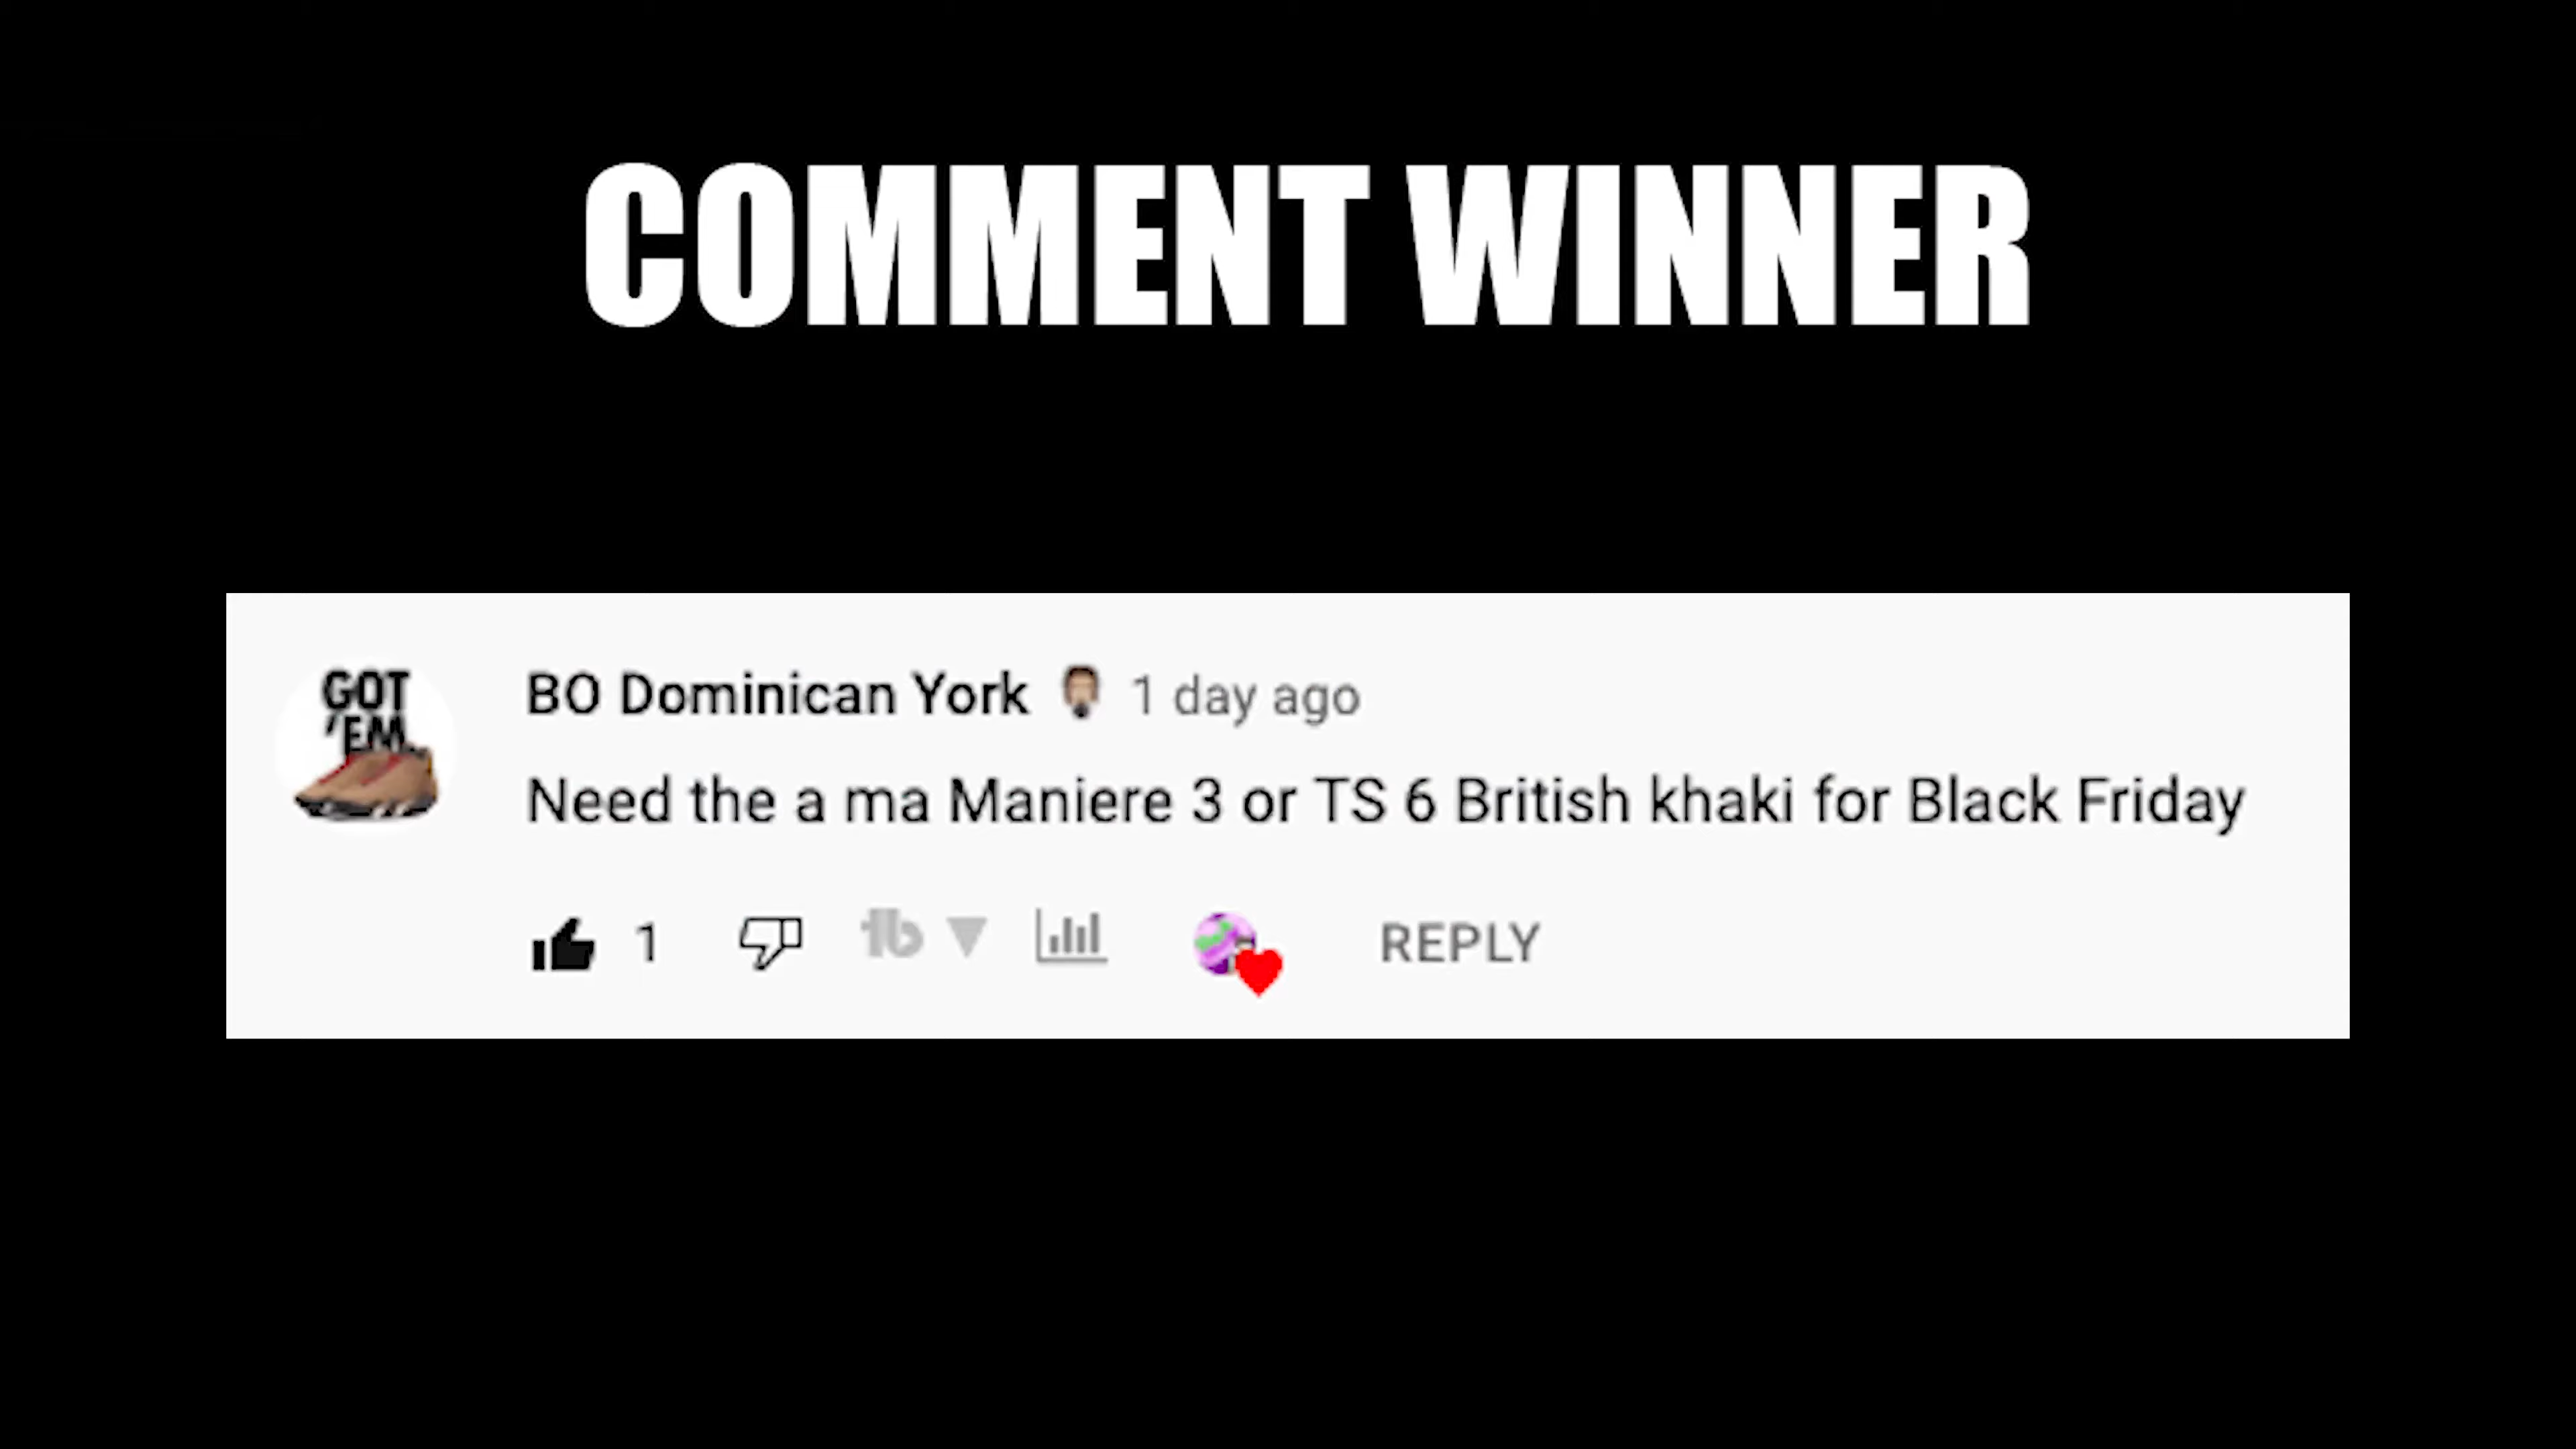 COMMENT WINNER
GOT
'EM
BO Dominican York 1 day ago
Need the a ma Maniere 3 or TS 6 British khaki for Black Friday
1 tb REPLY